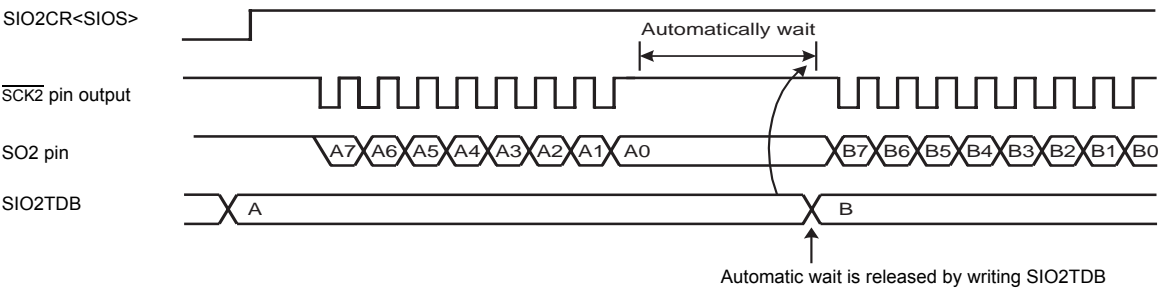 SIO2CR<SIOS>
Automatically wait
SCK2 pin output
SO2 pin
A7 A6 A5 A4 A3 A2 A1 A0 B7 B6 B5 B4 B3 B2 B1 B0
SIO2TDB
A B
Automatic wait is released by writing SIO2TDB